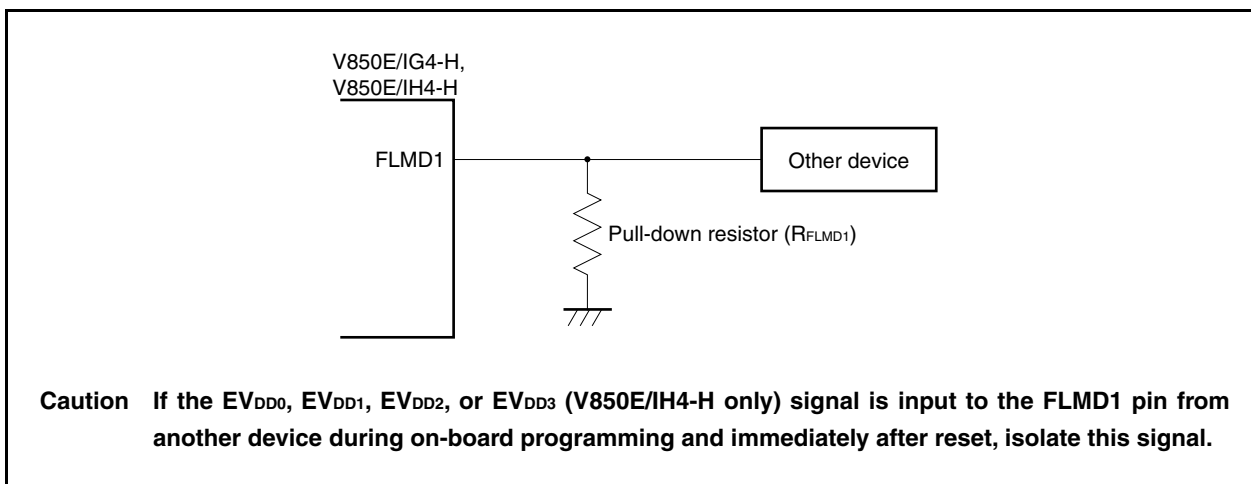 V850E/IG4-H,
V850E/IH4-H
FLMD1
Other device
Pull-down resistor (RFLMD1)
Caution If the EVDD0, EVDD1, EVDD2, or EVDD3 (V850E/IH4-H only) signal is input to the FLMD1 pin from
another device during on-board programming and immediately after reset, isolate this signal.